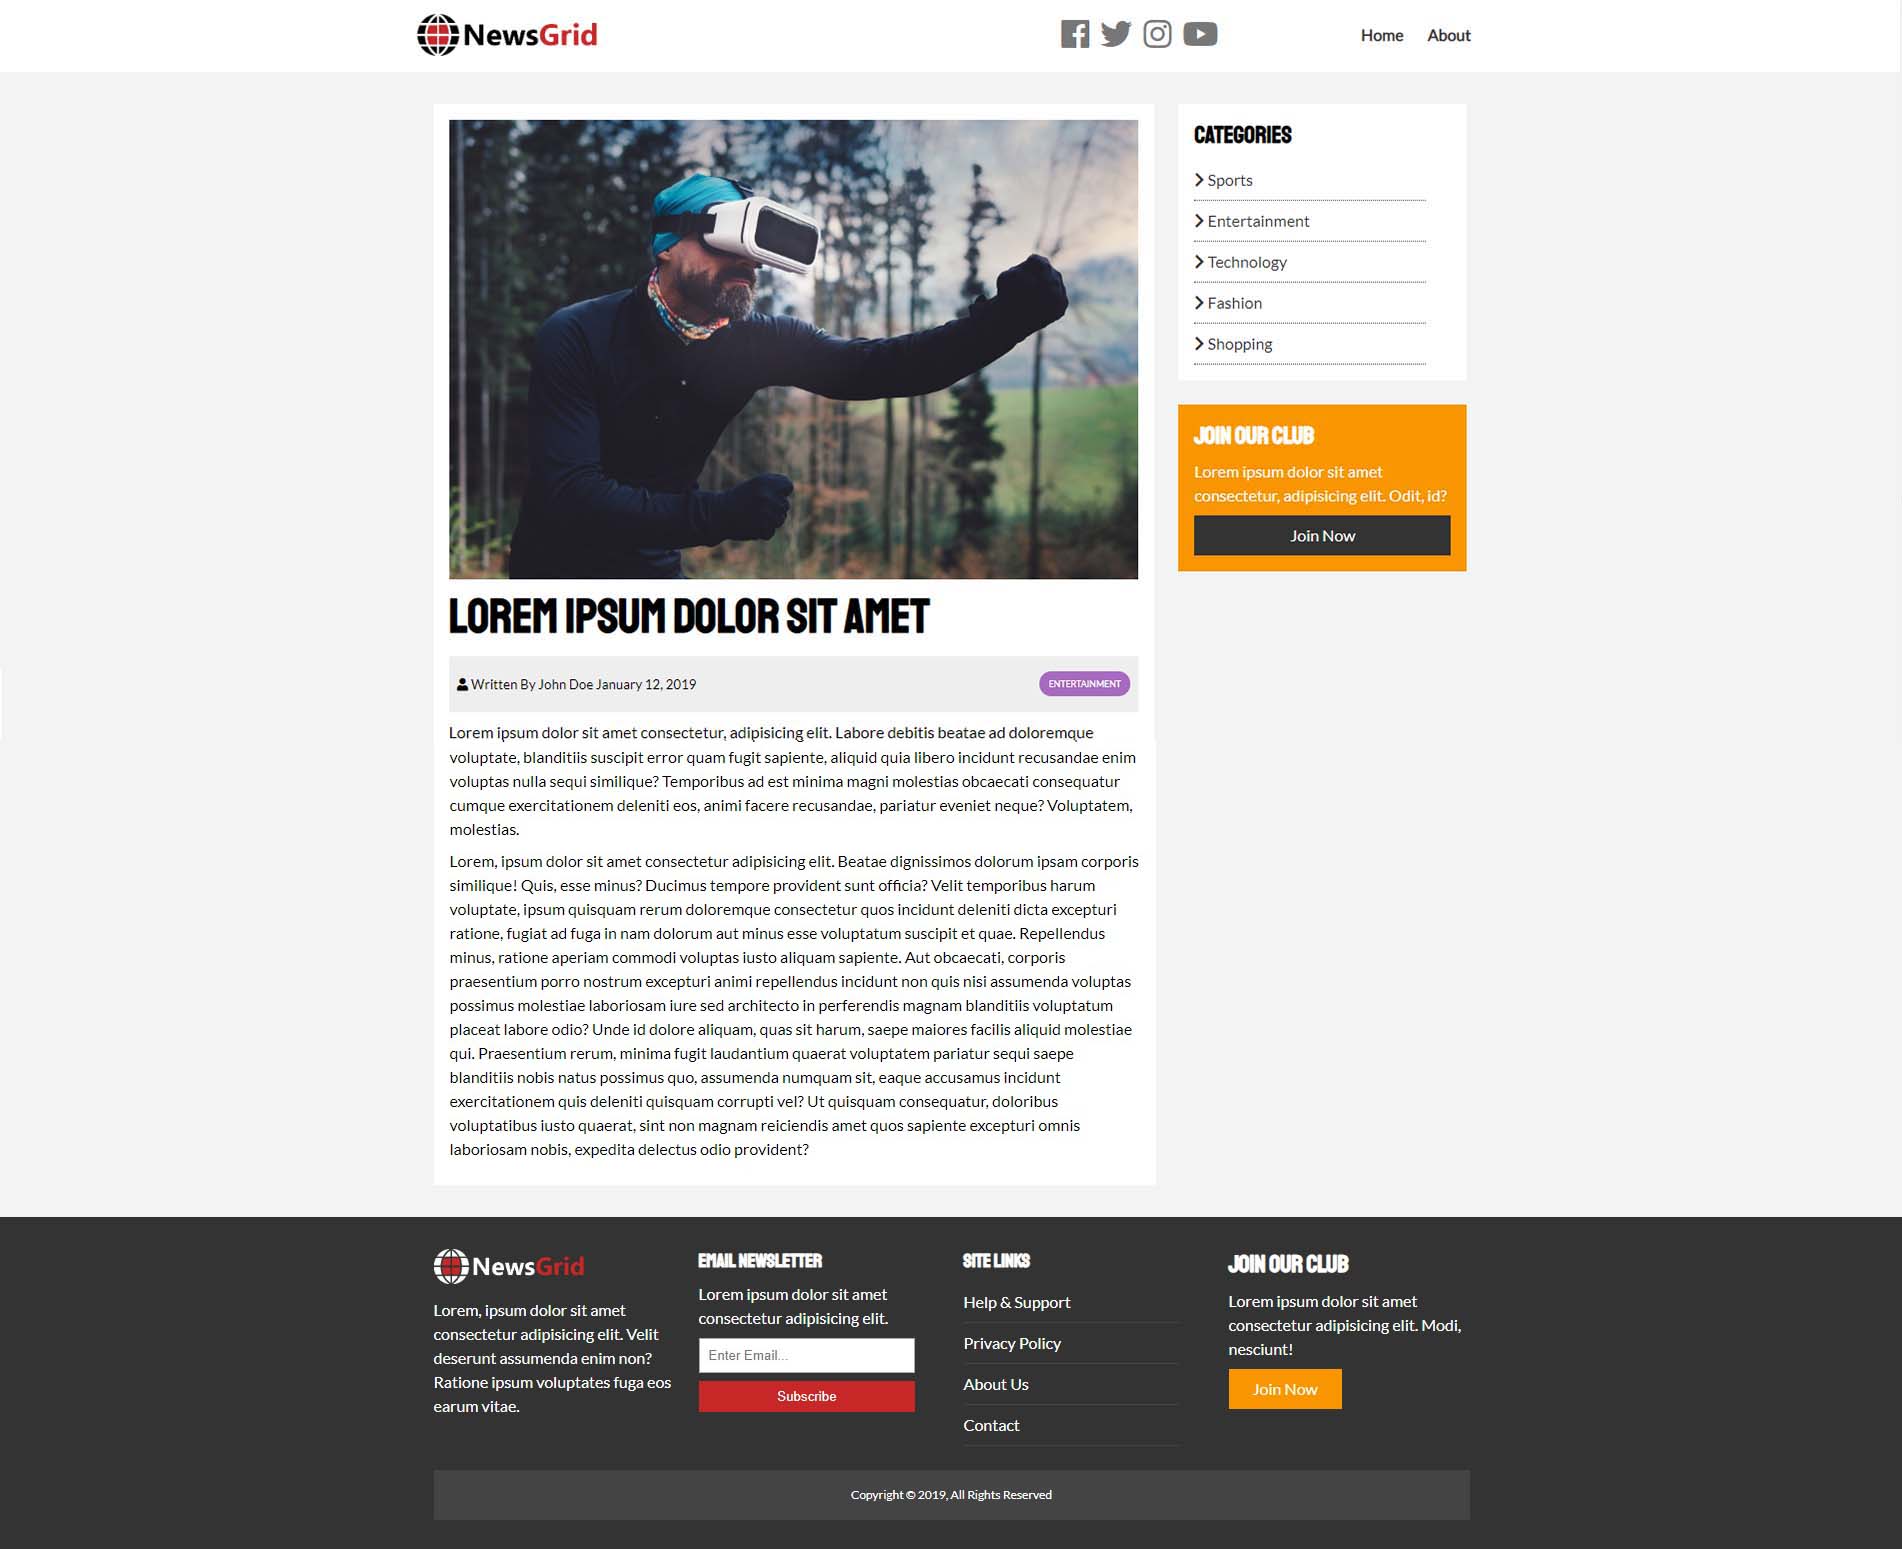 NewsGrid
Home About
CATEGORIES
Sports
Entertainment
Technology
Fashion
Shopping
JOIN OUR CLUB
Lorem ipsum dolor sit amet
consectetur, adipisicing elit. Odit, id?
Join Now
LOREM IPSUM DOLOR SIT AMET
Written By John Doe January 12, 2019
ENTERTAINMENT
Lorem ipsum dolor sit amet consectetur, adipisicing elit. Labore debitis beatae ad doloremque
voluptate, blanditiis suscipit error quam fugit sapiente, aliquid quia libero incidunt recusandae enim
voluptas nulla sequi similique? Temporibus ad est minima magni molestias obcaecati consequatur
cumque exercitationem deleniti eos, animi facere recusandae, pariatur eveniet neque? Voluptatem,
molestias.
Lorem, ipsum dolor sit amet consectetur adipisicing elit. Beatae dignissimos dolorum ipsam corporis
similique! Quis, esse minus? Ducimus tempore provident sunt officia? Velit temporibus harum
voluptate, ipsum quisquam rerum doloremque consectetur quos incidunt deleniti dicta excepturi
ratione, fugiat ad fuga in nam dolorum aut minus esse voluptatum suscipit et quae. Repellendus
minus, ratione aperiam commodi voluptas iusto aliquam sapiente. Aut obcaecati, corporis
praesentium porro nostrum excepturi animi repellendus incidunt non quis nisi assumenda voluptas
possimus molestiae laboriosam iure sed architecto in perferendis magnam blanditiis voluptatum
placeat labore odio? Unde id dolore aliquam, quas sit harum, saepe maiores facilis aliquid molestiae
qui. Praesentium rerum, minima fugit laudantium quaerat voluptatem pariatur sequi saepe
blanditiis nobis natus possimus quo, assumenda numquam sit, eaque accusamus incidunt
exercitationem quis deleniti quisquam corrupti vel? Ut quisquam consequatur, doloribus
voluptatibus iusto quaerat, sint non magnam reiciendis amet quos sapiente excepturi omnis
laboriosam nobis, expedita delectus odio provident?
NewsGrid
Lorem, ipsum dolor sit amet
consectetur adipisicing elit. Velit
deserunt assumenda enim non?
Ratione ipsum voluptates fuga eos
earum vitae.
EMAIL NEWSLETTER
Lorem ipsum dolor sit amet
consectetur adipisicing elit.
Enter Email...
Subscribe
SITE LINKS
Help & Support
Privacy Policy
About Us
Contact
JOIN OUR CLUB
Lorem ipsum dolor sit amet
consectetur adipisicing elit. Modi,
nesciunt!
Join Now
Copyright © 2019, All Rights Reserved